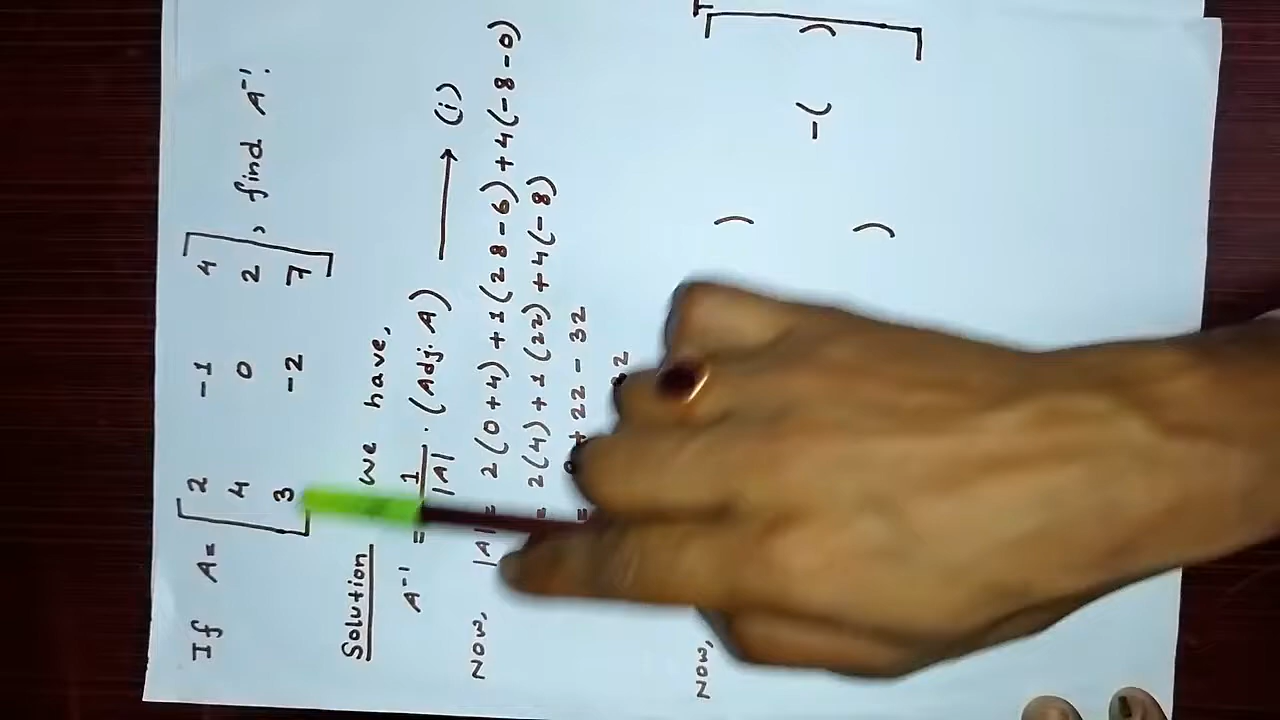 2 -1 4
If A= 4 0 2 , find A⁻¹.
3 -2 7
Solution We have,
A⁻¹ = 1/|A| . (Adj. A) ⟶ (i)
Now, |A| = 2(0+4)+1(28-6)+4(-8-0)
= 2(4)+1(22)+4(-8)
= +22-32
Now, ) T
-( )
)